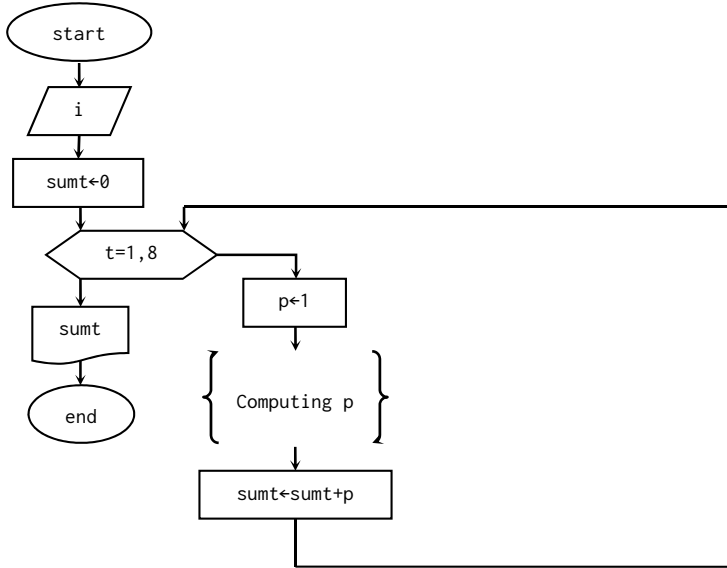 start
i
sumt←0
t=1,8
p←1
sumt
Computing p
end
sumt←sumt+p